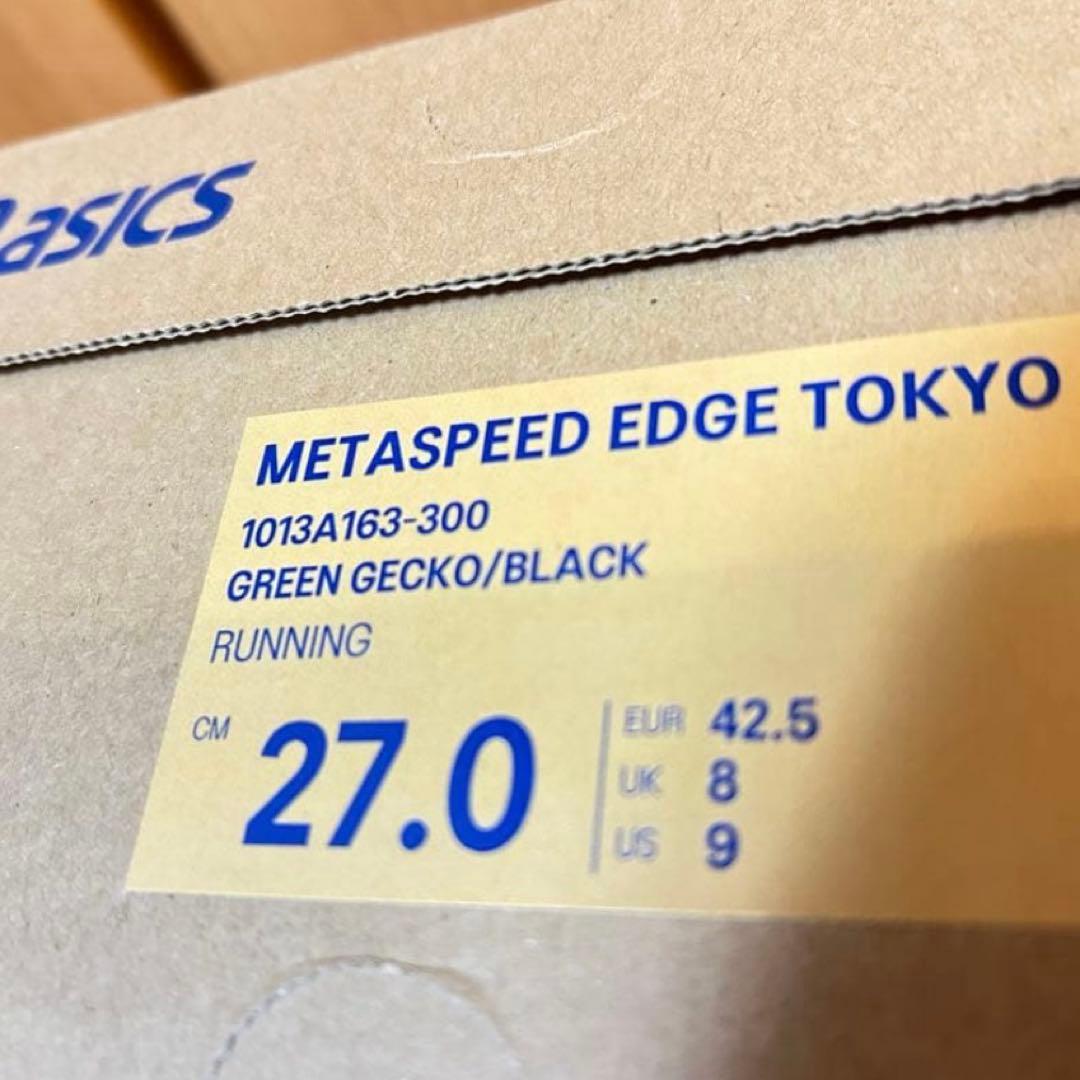 asics
METASPEED EDGE TOKYO
1013A163-300
GREEN GECKO/BLACK
RUNNING
CM 27.0
EUR 42.5
UK 8
US 9